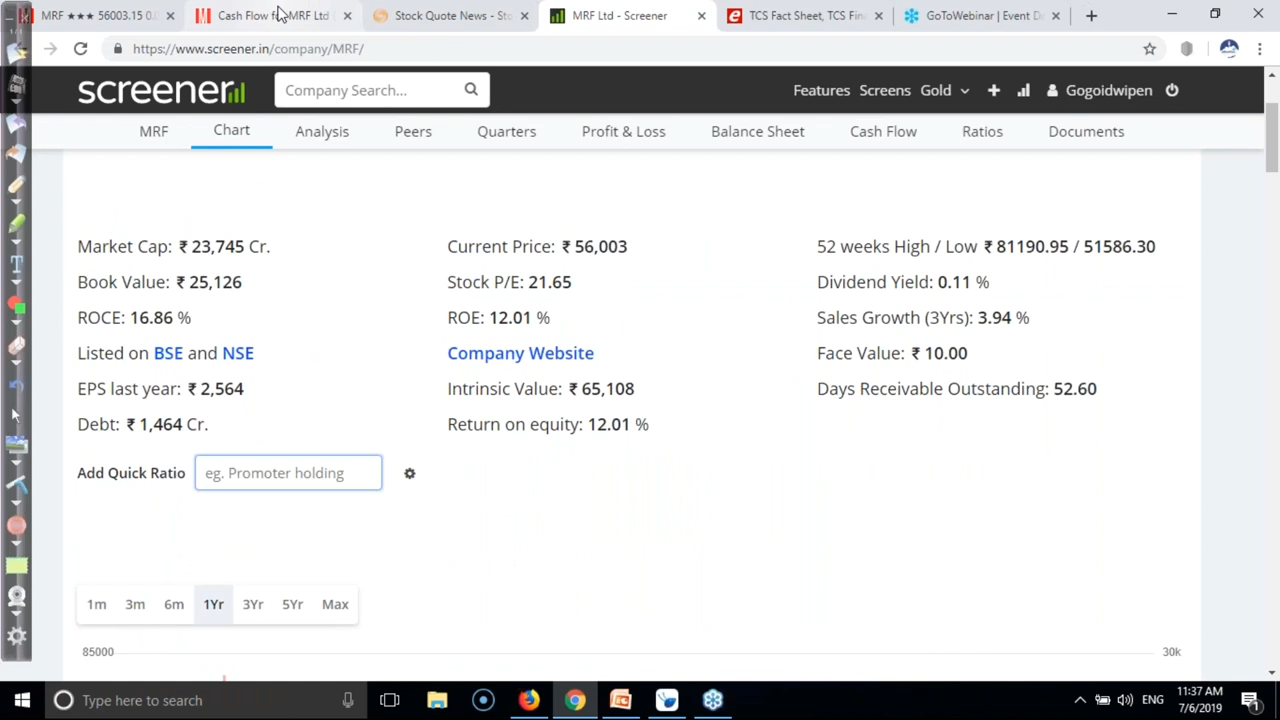 MRF ★★★ 56003.15 0.
Cash Flow f MRF Ltd
Stock Quote News - Sto
MRF Ltd - Screener
TCS Fact Sheet, TCS Fin
GoToWebinar | Event D
https://www.screener.in/company/MRF/
screener
Company Search...
Features Screens Gold Gogoidwipen
MRF Chart Analysis Peers Quarters Profit & Loss Balance Sheet Cash Flow Ratios Documents
Market Cap: ₹ 23,745 Cr. Current Price: ₹ 56,003 52 weeks High / Low ₹ 81190.95 / 51586.30
Book Value: ₹ 25,126 Stock P/E: 21.65 Dividend Yield: 0.11 %
ROCE: 16.86 % ROE: 12.01 % Sales Growth (3Yrs): 3.94 %
Listed on BSE and NSE Company Website Face Value: ₹ 10.00
EPS last year: ₹ 2,564 Intrinsic Value: ₹ 65,108 Days Receivable Outstanding: 52.60
Debt: ₹ 1,464 Cr. Return on equity: 12.01 %
Add Quick Ratio eg. Promoter holding
1m 3m 6m 1Yr 3Yr 5Yr Max
85000 30k
Type here to search
ENG
11:37 AM
7/6/2019